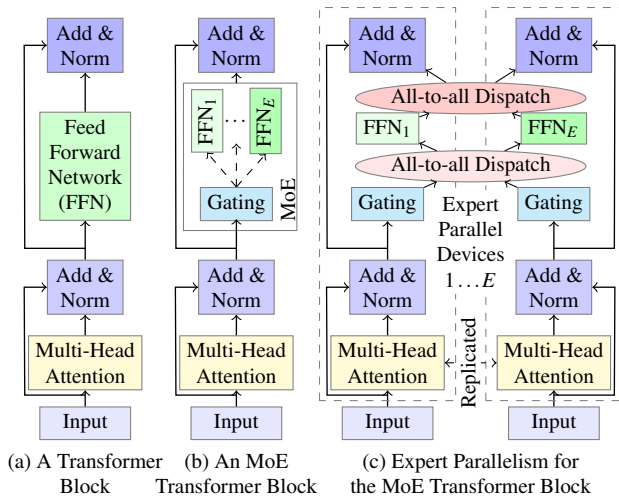 Add &
Norm
Feed
Forward
Network
(FFN)
Add &
Norm
Multi-Head
Attention
Input
(a) A Transformer
Block
Add &
Norm
FFN1
...
FFNE
Gating
MoE
Add &
Norm
Multi-Head
Attention
Input
(b) An MoE
Transformer Block
Add &
Norm
Add &
Norm
All-to-all Dispatch
FFN1
FFNE
All-to-all Dispatch
Gating
Gating
Expert
Parallel
Devices
1...E
Add &
Norm
Add &
Norm
Multi-Head
Attention
Replicated
Multi-Head
Attention
Input
Input
(c) Expert Parallelism for
the MoE Transformer Block